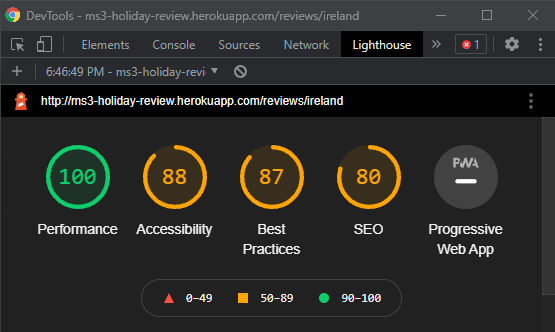 DevTools - ms3-holiday-review.herokuapp.com/reviews/ireland
Elements Console Sources Lighthouse » 1
6:46:49 PM - ms3-holiday-revi
http://ms3-holiday-review.herokuapp.com/reviews/ireland
100 88 87 80 PWA
Performance Accessibility Best Practices SEO Progressive Web App
0-49 50-89 90-100